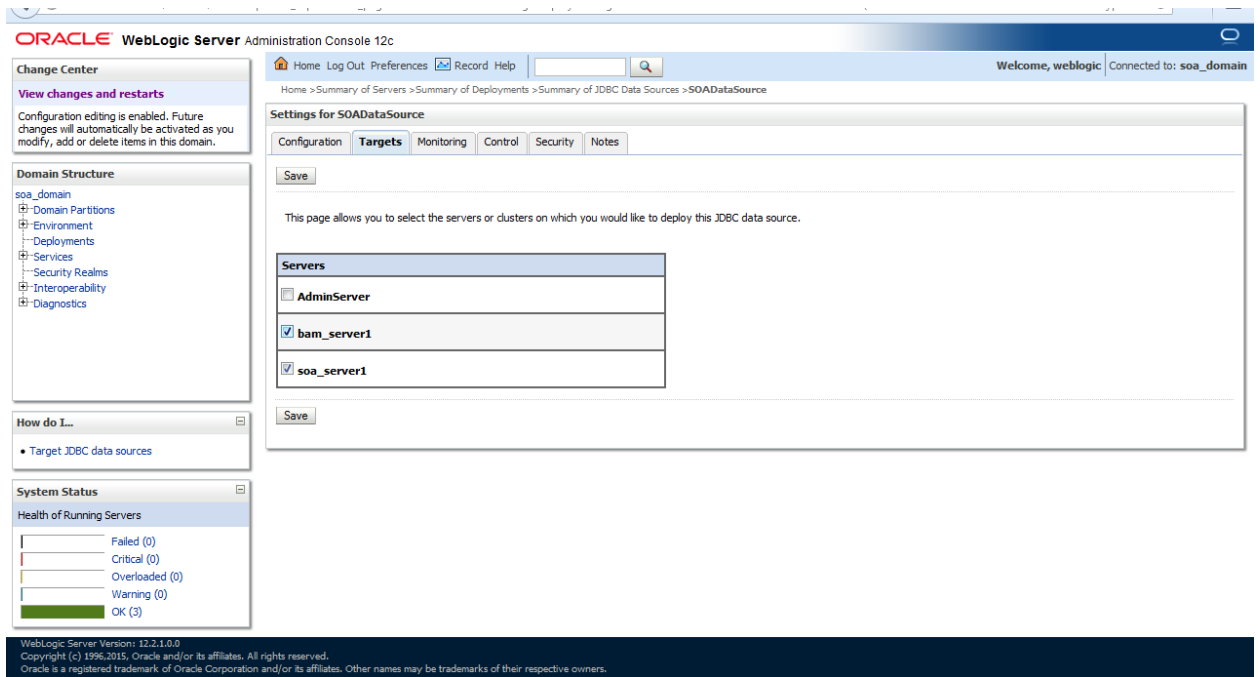 ORACLE WebLogic Server Administration Console 12c
Change Center
View changes and restarts
Configuration editing is enabled. Future
changes will automatically be activated as you
modify, add or delete items in this domain.
Domain Structure
soa_domain
Domain Partitions
Environment
Deployments
Services
Security Realms
Interoperability
Diagnostics
How do I...
Target JDBC data sources
System Status
Health of Running Servers
Failed (0)
Critical (0)
Overloaded (0)
Warning (0)
OK (3)
Home Log Out Preferences Record Help
Welcome, weblogic Connected to: soa_domain
Home >Summary of Servers >Summary of Deployments >Summary of JDBC Data Sources >SOADataSource
Settings for SOADataSource
Configuration Targets Monitoring Control Security Notes
Save
This page allows you to select the servers or clusters on which you would like to deploy this JDBC data source.
Servers
AdminServer
bam_server1
soa_server1
Save
WebLogic Server Version: 12.2.1.0.0
Copyright (c) 1996,2015, Oracle and/or its affiliates. All rights reserved.
Oracle is a registered trademark of Oracle Corporation and/or its affiliates. Other names may be trademarks of their respective owners.